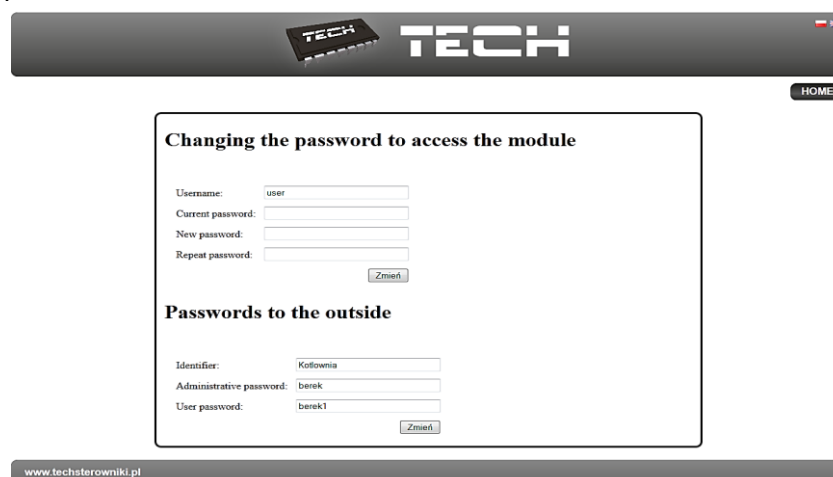 TECH
TECH
HOME
Changing the password to access the module
Username: user
Current password:
New password:
Repeat password:
Zmień
Passwords to the outside
Identifier: Kotlownia
Administrative password: berek
User password: berek1
Zmień
www.techsterowniki.pl